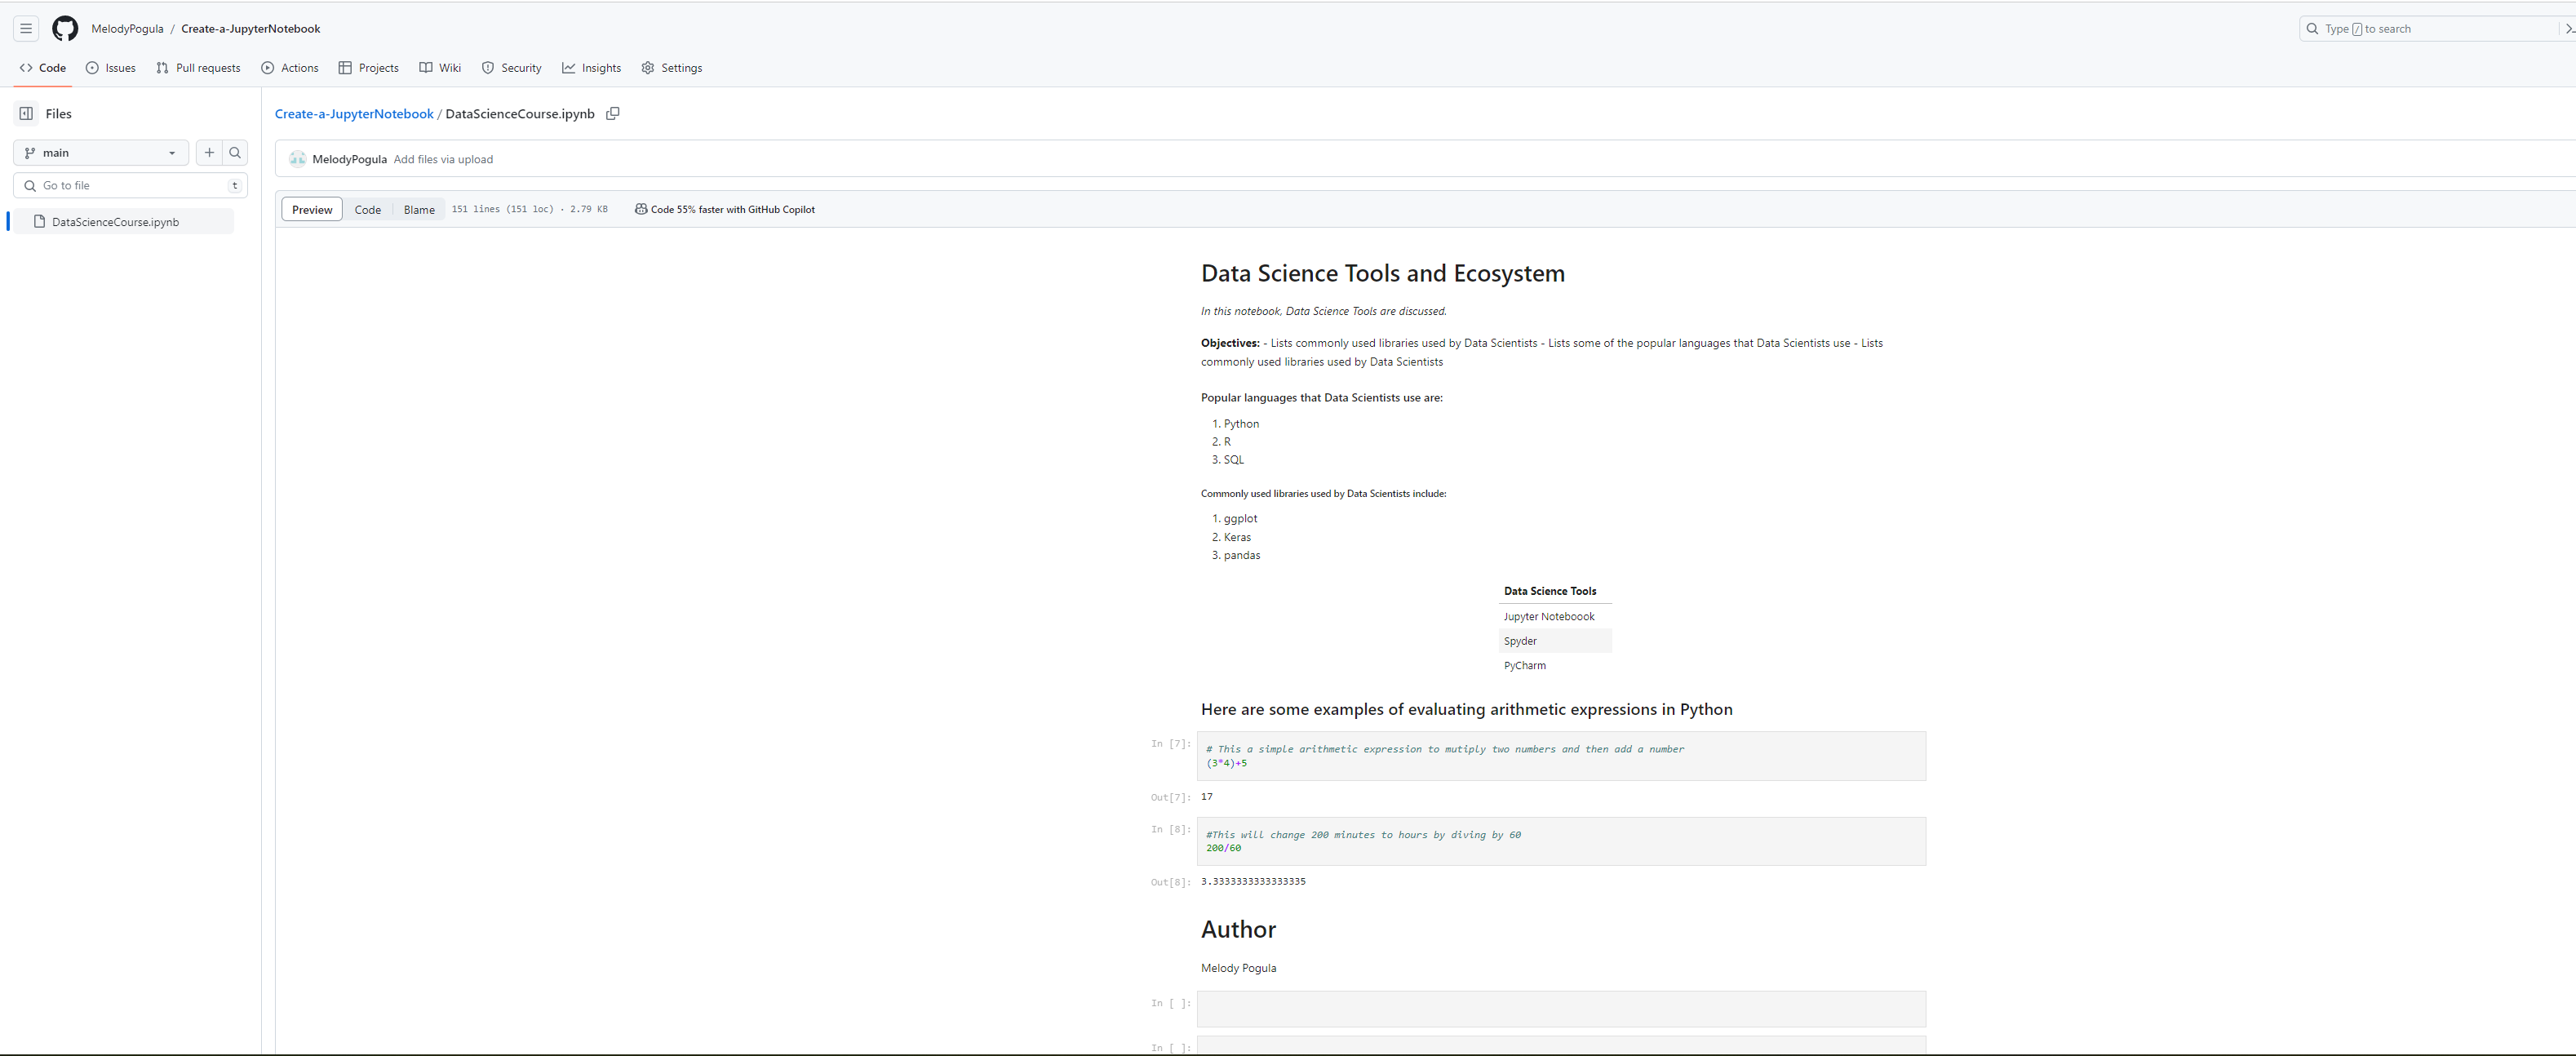 MelodyPogula / Create-a-JupyterNotebook
Type / to search
Code Issues Pull requests Actions Projects Wiki Security Insights Settings
Files
main
Go to file t
DataScienceCourse.ipynb
Create-a-JupyterNotebook / DataScienceCourse.ipynb
MelodyPogula Add files via upload
Preview Code Blame 151 lines (151 loc) · 2.79 KB Code 55% faster with GitHub Copilot
Data Science Tools and Ecosystem
In this notebook, Data Science Tools are discussed.
Objectives: - Lists commonly used libraries used by Data Scientists - Lists some of the popular languages that Data Scientists use - Lists
commonly used libraries used by Data Scientists
Popular languages that Data Scientists use are:
1. Python
2. R
3. SQL
Commonly used libraries used by Data Scientists include:
1. ggplot
2. Keras
3. pandas
Data Science Tools
Jupyter Noteboook
Spyder
PyCharm
Here are some examples of evaluating arithmetic expressions in Python
In [7]:
# This a simple arithmetic expression to mutiply two numbers and then add a number
(3*4)+5
Out[7]: 17
In [8]:
#This will change 200 minutes to hours by diving by 60
200/60
Out[8]: 3.3333333333333335
Author
Melody Pogula
In [ ]:
In [ ]: